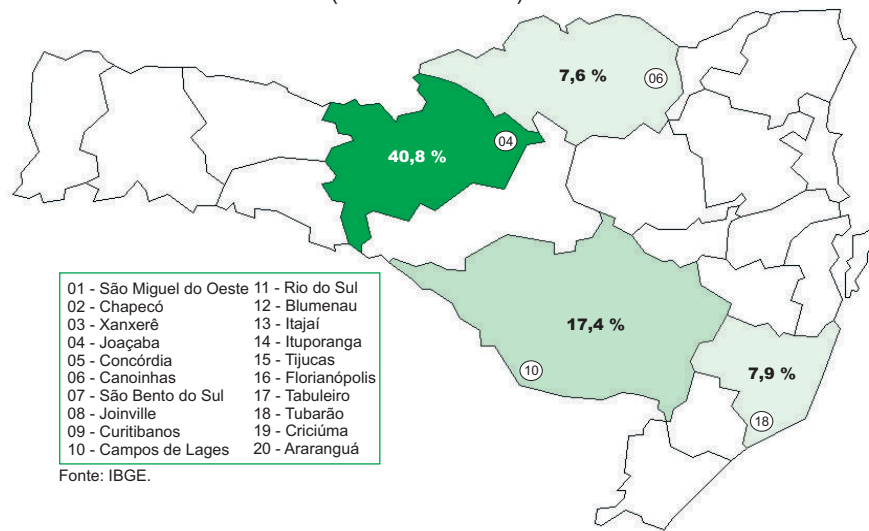 7,6 %
06
40,8 %
04
17,4 %
10
7,9 %
18
01 - São Miguel do Oeste 11 - Rio do Sul
02 - Chapecó 12 - Blumenau
03 - Xanxerê 13 - Itajaí
04 - Joaçaba 14 - Ituporanga
05 - Concórdia 15 - Tijucas
06 - Canoinhas 16 - Florianópolis
07 - São Bento do Sul 17 - Tabuleiro
08 - Joinville 18 - Tubarão
09 - Curitibanos 19 - Criciúma
10 - Campos de Lages 20 - Araranguá
Fonte: IBGE.